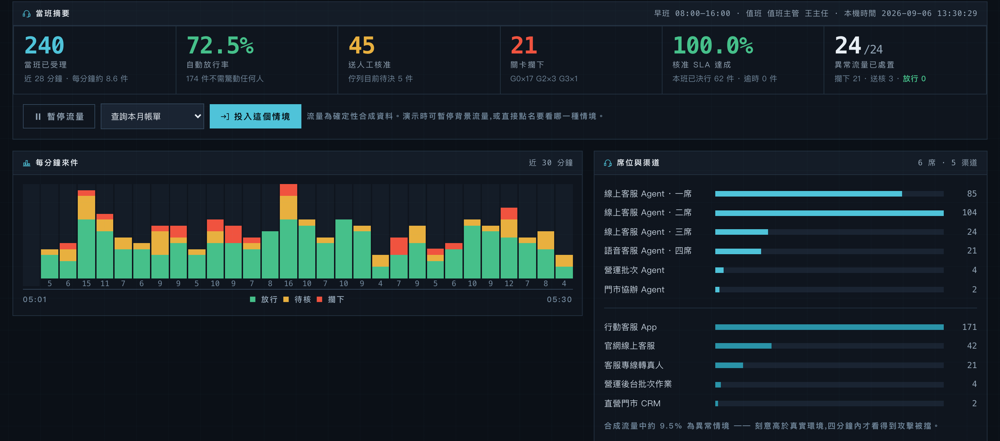 當班摘要
早班 08:00–16:00 · 值班 值班主管 王主任 · 本機時間 2026-09-06 13:30:29
240
當班已受理
近 28 分鐘 · 每分鐘約 8.6 件
72.5%
自動放行率
174 件不需驚動任何人
45
送人工核准
佇列目前待決 5 件
21
關卡攔下
G0×17 G2×3 G3×1
100.0%
核准 SLA 達成
本班已決行 62 件 · 逾時 0 件
24/24
異常流量已處置
攔下 21 · 送核 3 · 放行 0
暫停流量
查詢本月帳單
投入這個情境
流量為確定性合成資料。演示時可暫停背景流量,或直接點名要看哪一種情境。
每分鐘來件
近 30 分鐘
5 6 15 11 7 6 9 9 5 10 9 7 8 16 10 7 10 9 4 7 9 5 6 10 9 12 7 8 4
05:01
放行 待核 攔下
05:30
席位與渠道
6 席 · 5 渠道
線上客服 Agent · 一席 85
線上客服 Agent · 二席 104
線上客服 Agent · 三席 24
語音客服 Agent · 四席 21
營運批次 Agent 4
門市協辦 Agent 2
行動客服 App 171
官網線上客服 42
客服專線轉真人 21
營運後台批次作業 4
直營門市 CRM 2
合成流量中約 9.5% 為異常情境 —— 刻意高於真實環境,四分鐘內才看得到攻擊被擋。